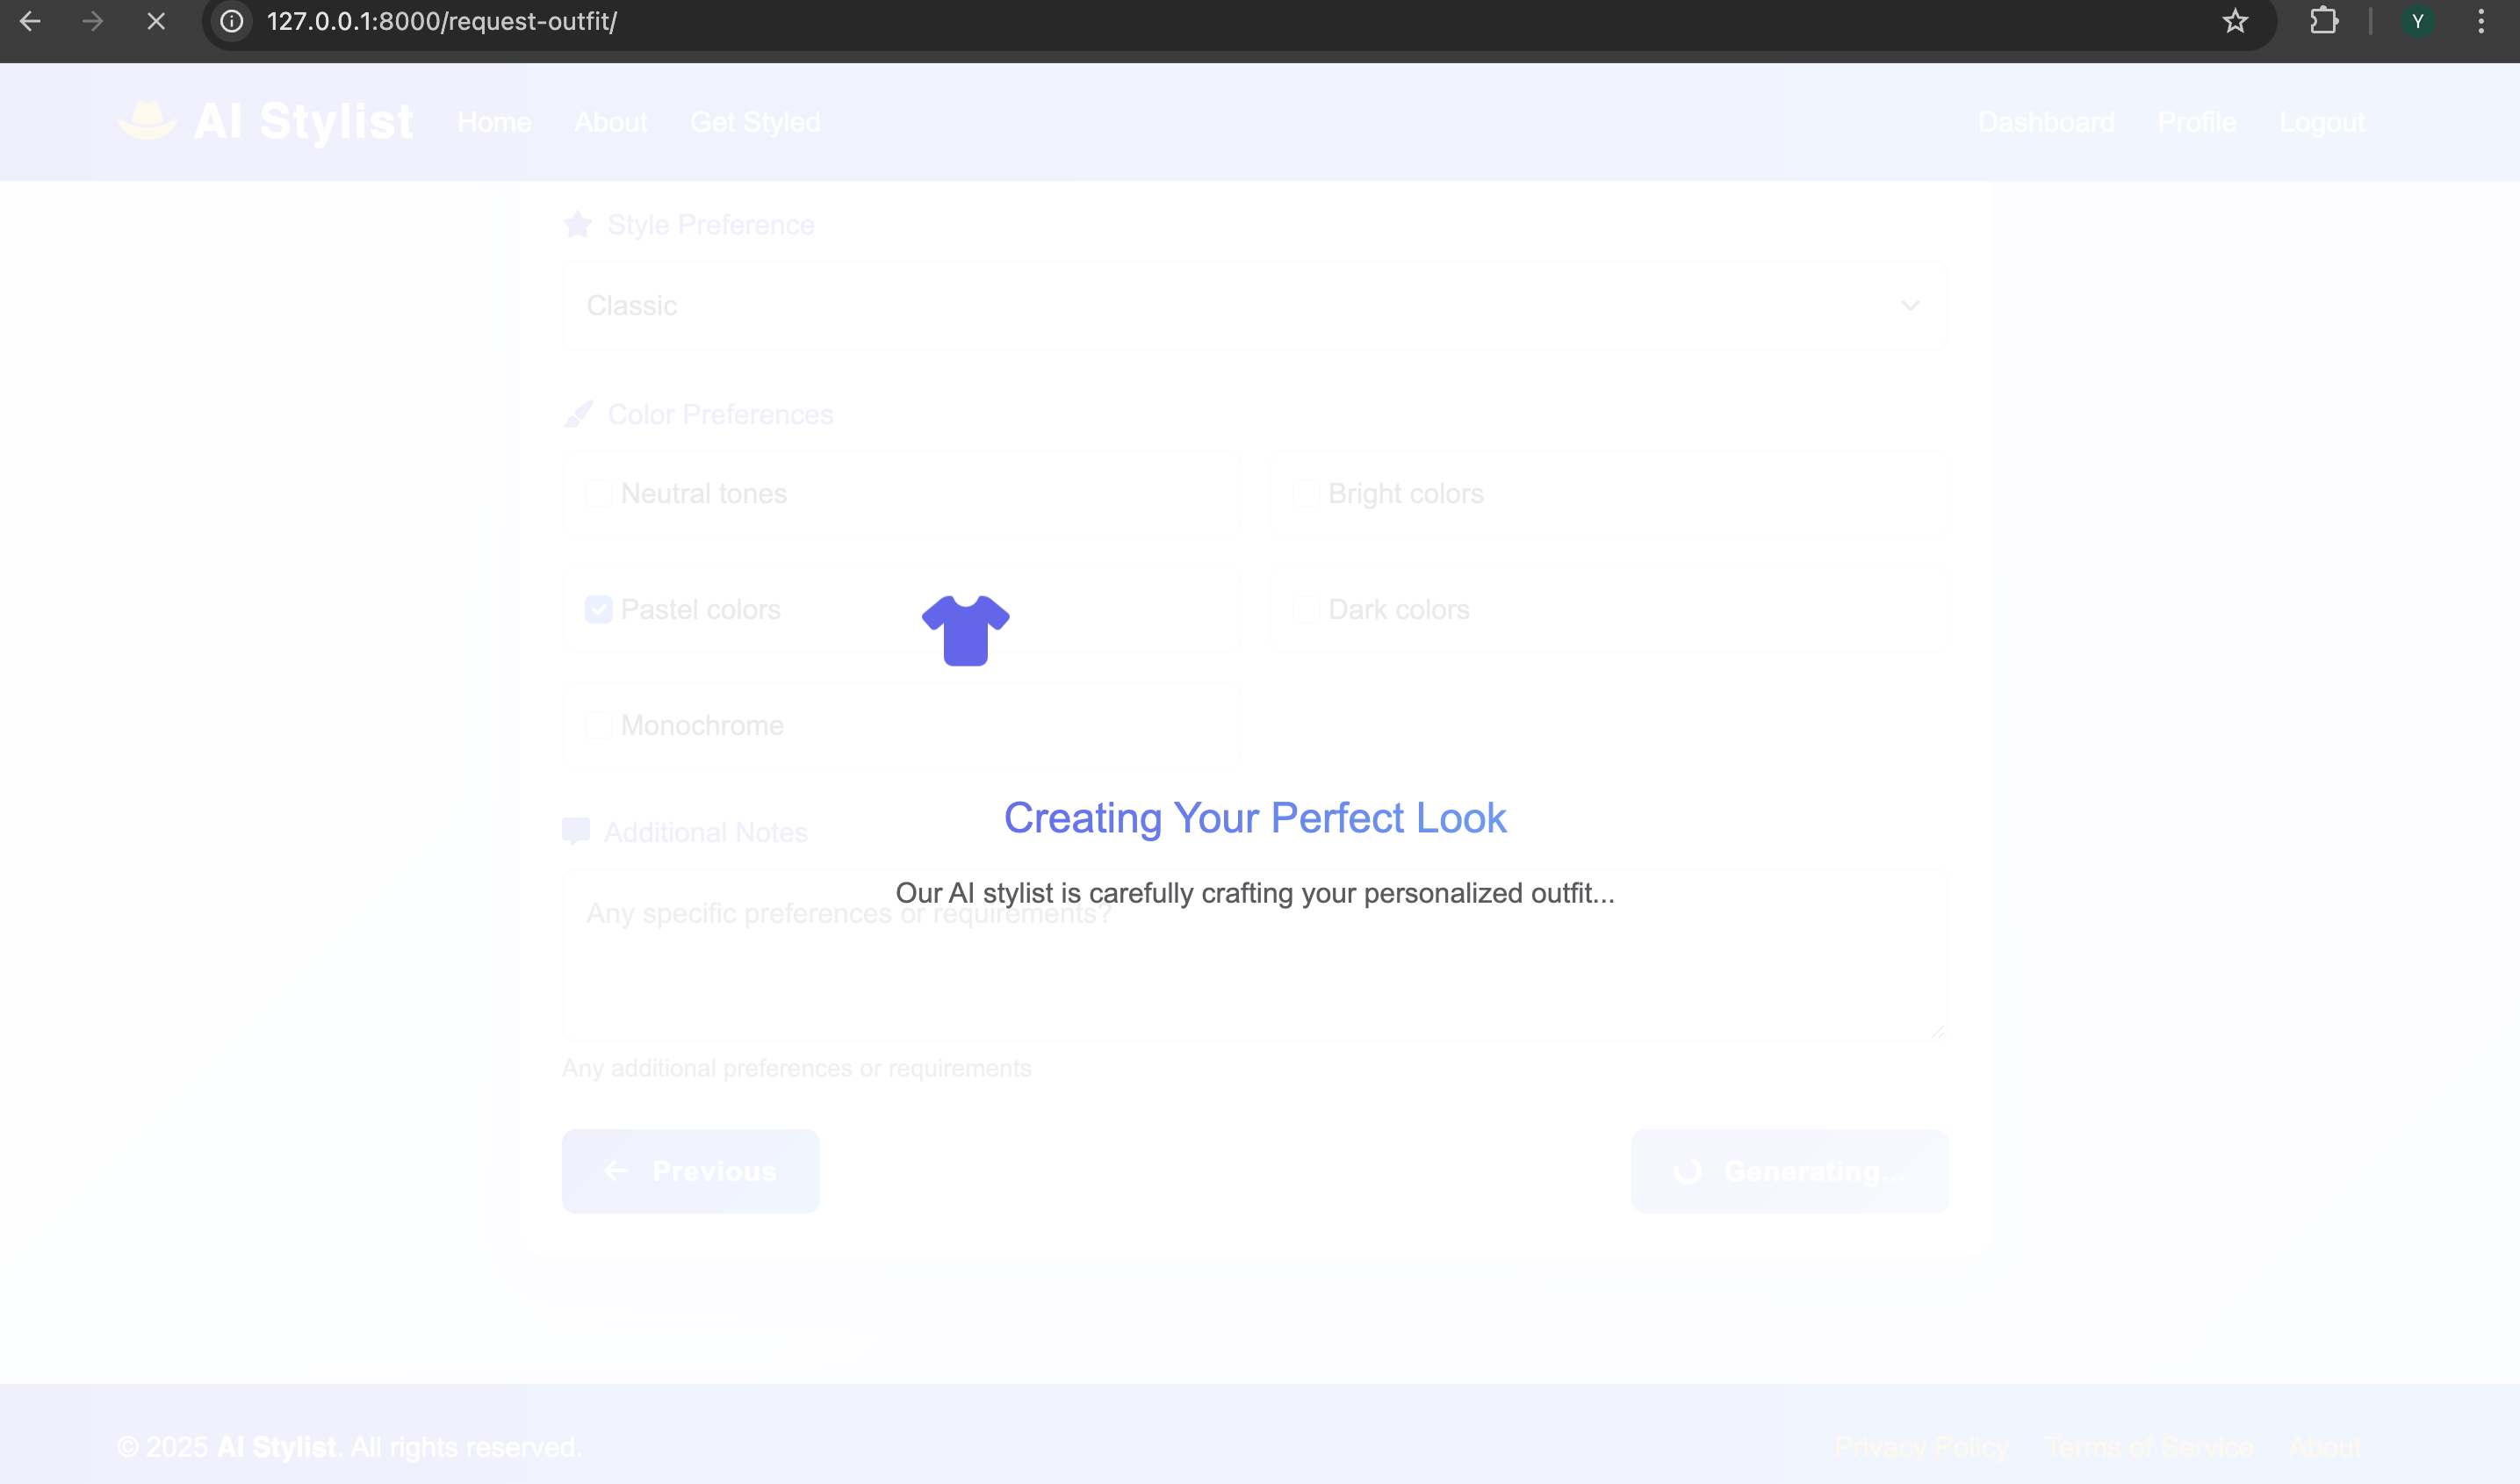 127.0.0.1:8000/request-outfit/
Y
AI Stylist Home About Get Styled Dashboard Profile Logout
Style Preference
Classic
Color Preferences
Neutral tones Bright colors
Pastel colors Dark colors
Monochrome
Creating Your Perfect Look
Additional Notes
Our AI stylist is carefully crafting your personalized outfit...
Any specific preferences or requirements?
Any additional preferences or requirements
Previous Generating...
© 2025 AI Stylist. All rights reserved. Privacy Policy Terms of Service About